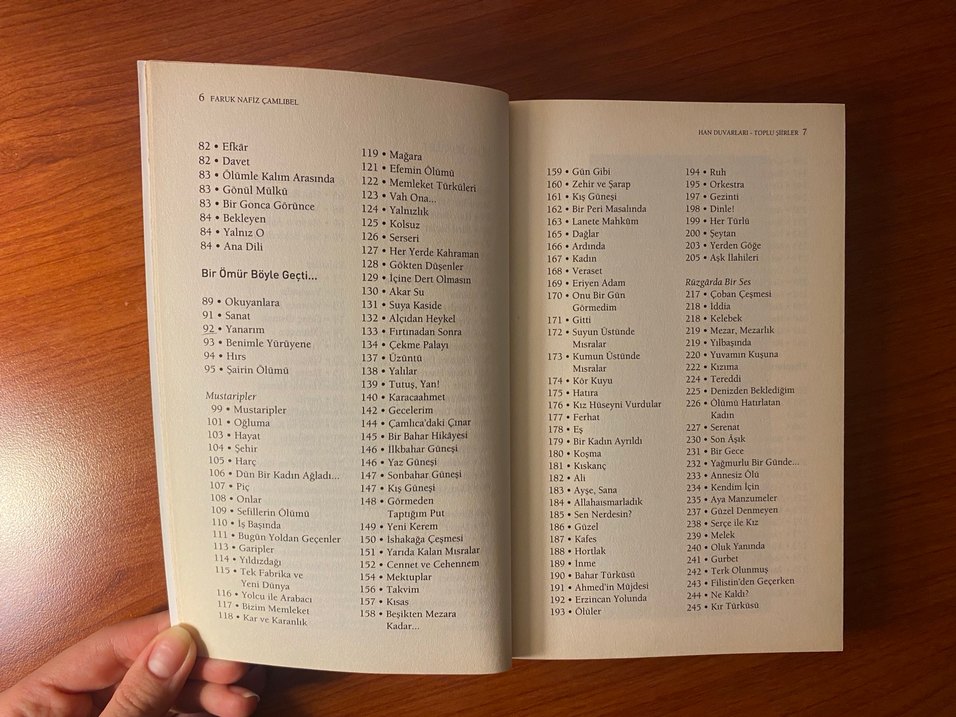 6 FARUK NAFİZ ÇAMLIBEL
82 • Efkâr
82 • Davet
83 • Ölümle Kalım Arasında
83 • Gönül Mülkü
83 • Bir Gonca Görünce
84 • Bekleyen
84 • Yalnız O
84 • Ana Dili
Bir Ömür Böyle Geçti...
89 • Okuyanlara
91 • Sanat
92 • Yanarım
93 • Benimle Yürüyene
94 • Hırs
95 • Şairin Ölümü
Mustaripler
99 • Mustaripler
101 • Oğluma
103 • Hayat
104 • Şehir
105 • Harç
106 • Dün Bir Kadın Ağladı...
107 • Piç
108 • Onlar
109 • Sefillerin Ölümü
110 • İş Başında
111 • Bugün Yoldan Geçenler
113 • Garipler
114 • Yıldızdağı
115 • Tek Fabrika ve
Yeni Dünya
116 • Yolcu ile Arabacı
117 • Bizim Memleket
118 • Kar ve Karanlık
119 • Mağara
121 • Efemin Ölümü
122 • Memleket Türküleri
123 • Vah Ona...
124 • Yalnızlık
125 • Kolsuz
126 • Serseri
127 • Her Yerde Kahraman
128 • Gökten Düşenler
129 • İçine Dert Olmasın
130 • Akar Su
131 • Suya Kaside
132 • Alçıdan Heykel
133 • Fırtınadan Sonra
134 • Çekme Palayı
137 • Üzüntü
138 • Yalılar
139 • Tutuş, Yan!
140 • Karacaahmet
142 • Gecelerim
144 • Çamlıca'daki Çınar
145 • Bir Bahar Hikâyesi
146 • İlkbahar Güneşi
146 • Yaz Güneşi
147 • Sonbahar Güneşi
147 • Kış Güneşi
148 • Görmeden
Taptığım Put
149 • Yeni Kerem
150 • İshakağa Çeşmesi
151 • Yarıda Kalan Mısralar
152 • Cennet ve Cehennem
154 • Mektuplar
156 • Takvim
157 • Kısas
158 • Beşikten Mezara
Kadar...
HAN DUVARLARI - TOPLU ŞİİRLER 7
159 • Gün Gibi
160 • Zehir ve Şarap
161 • Kış Güneşi
162 • Bir Peri Masalında
163 • Lanete Mahkûm
165 • Dağlar
166 • Ardında
167 • Kadın
168 • Veraset
169 • Eriyen Adam
170 • Onu Bir Gün
Görmedim
171 • Gitti
172 • Suyun Üstünde
Mısralar
173 • Kumun Üstünde
Mısralar
174 • Kör Kuyu
175 • Hatıra
176 • Kız Hüseyni Vurdular
177 • Ferhat
178 • Eş
179 • Bir Kadın Ayrıldı
180 • Koşma
181 • Kıskanç
182 • Ali
183 • Ayşe, Sana
184 • Allahaısmarladık
185 • Sen Nerdesin?
186 • Güzel
187 • Kafes
188 • Hortlak
189 • İnme
190 • Bahar Türküsü
191 • Ahmed'in Müjdesi
192 • Erzincan Yolunda
193 • Ölüler
194 • Ruh
195 • Orkestra
197 • Gezinti
198 • Dinle!
199 • Her Türlü
200 • Şeytan
203 • Yerden Göğe
205 • Aşk İlahileri
Rüzgârda Bir Ses
217 • Çoban Çeşmesi
218 • İddia
218 • Kelebek
219 • Mezar, Mezarlık
219 • Yılbaşında
220 • Yuvamın Kuşuna
222 • Kızıma
224 • Tereddi
225 • Denizden Beklediğim
226 • Ölümü Hatırlatan
Kadın
227 • Serenat
230 • Son Âşık
231 • Bir Gece
232 • Yağmurlu Bir Günde...
233 • Annesiz Ölü
234 • Kendim İçin
235 • Aya Manzumeler
237 • Güzel Denmeyen
238 • Serçe ile Kız
239 • Melek
240 • Oluk Yanında
241 • Gurbet
242 • Terk Olunmuş
243 • Filistin'den Geçerken
244 • Ne Kaldı?
245 • Kır Türküsü